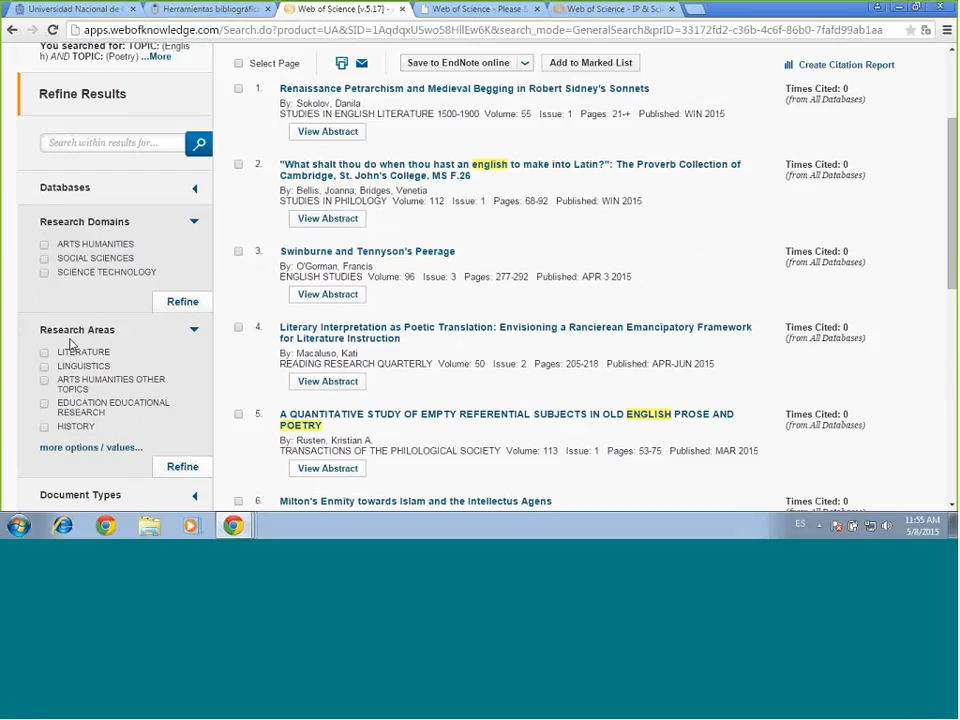 Universidad Nacional de
Herramientas bibliográfic
Web of Science [v.5.17] -
Web of Science - Please
Web of Science - IP & Sci
apps.webofknowledge.com/Search.do?product=UA&SID=1AqdqxUSwo58HllEw6K&search_mode=GeneralSearch&prID=33172fd2-c36b-4c6f-86b0-7fafd99ab1aa
You searched for: TOPIC: (Englis
h) AND TOPIC: (Poetry) ...More
Refine Results
Search within results for...
Databases
Research Domains
ARTS HUMANITIES
SOCIAL SCIENCES
SCIENCE TECHNOLOGY
Refine
Research Areas
LITERATURE
LINGUISTICS
ARTS HUMANITIES OTHER
TOPICS
EDUCATION EDUCATIONAL
RESEARCH
HISTORY
more options / values...
Refine
Document Types
Select Page
Save to EndNote online
Add to Marked List
Create Citation Report
1. Renaissance Petrarchism and Medieval Begging in Robert Sidney's Sonnets
By: Sokolov, Danila
STUDIES IN ENGLISH LITERATURE 1500-1900 Volume: 55 Issue: 1 Pages: 21-+ Published: WIN 2015
View Abstract
Times Cited: 0
(from All Databases)
2. "What shalt thou do when thou hast an english to make into Latin?": The Proverb Collection of
Cambridge, St. John's College, MS F.26
By: Bellis, Joanna; Bridges, Venetia
STUDIES IN PHILOLOGY Volume: 112 Issue: 1 Pages: 68-92 Published: WIN 2015
View Abstract
Times Cited: 0
(from All Databases)
3. Swinburne and Tennyson's Peerage
By: O'Gorman, Francis
ENGLISH STUDIES Volume: 96 Issue: 3 Pages: 277-292 Published: APR 3 2015
View Abstract
Times Cited: 0
(from All Databases)
4. Literary Interpretation as Poetic Translation: Envisioning a Rancierean Emancipatory Framework
for Literature Instruction
By: Macaluso, Kati
READING RESEARCH QUARTERLY Volume: 50 Issue: 2 Pages: 205-218 Published: APR-JUN 2015
View Abstract
Times Cited: 0
(from All Databases)
5. A QUANTITATIVE STUDY OF EMPTY REFERENTIAL SUBJECTS IN OLD ENGLISH PROSE AND
POETRY
By: Rusten, Kristian A.
TRANSACTIONS OF THE PHILOLOGICAL SOCIETY Volume: 113 Issue: 1 Pages: 53-75 Published: MAR 2015
View Abstract
Times Cited: 0
(from All Databases)
6. Milton's Enmity towards Islam and the Intellectus Agens
Times Cited: 0
ES
11:55 AM
5/8/2015